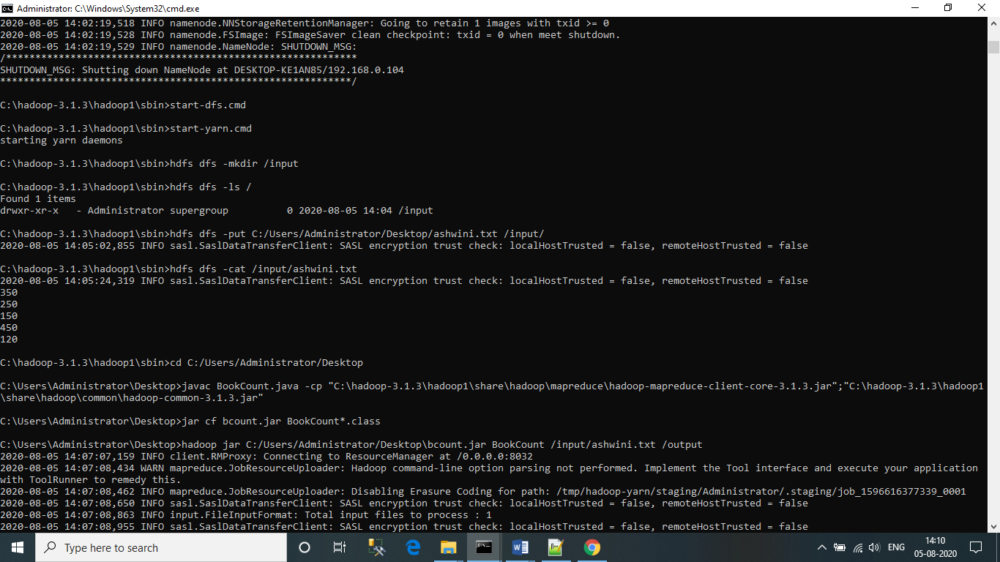 Administrator: C:\Windows\System32\cmd.exe
2020-08-05 14:02:19,518 INFO namenode.NNStorageRetentionManager: Going to retain 1 images with txid >= 0
2020-08-05 14:02:19,528 INFO namenode.FSImage: FSImageSaver clean checkpoint: txid = 0 when meet shutdown.
2020-08-05 14:02:19,529 INFO namenode.NameNode: SHUTDOWN_MSG:
/************************************************************
SHUTDOWN_MSG: Shutting down NameNode at DESKTOP-KE1AN85/192.168.0.104
************************************************************/
C:\hadoop-3.1.3\hadoop1\sbin>start-dfs.cmd
C:\hadoop-3.1.3\hadoop1\sbin>start-yarn.cmd
starting yarn daemons
C:\hadoop-3.1.3\hadoop1\sbin>hdfs dfs -mkdir /input
C:\hadoop-3.1.3\hadoop1\sbin>hdfs dfs -ls /
Found 1 items
drwxr-xr-x   - Administrator supergroup          0 2020-08-05 14:04 /input
C:\hadoop-3.1.3\hadoop1\sbin>hdfs dfs -put C:/Users/Administrator/Desktop/ashwini.txt /input/
2020-08-05 14:05:02,855 INFO sasl.SaslDataTransferClient: SASL encryption trust check: localHostTrusted = false, remoteHostTrusted = false
C:\hadoop-3.1.3\hadoop1\sbin>hdfs dfs -cat /input/ashwini.txt
2020-08-05 14:05:24,319 INFO sasl.SaslDataTransferClient: SASL encryption trust check: localHostTrusted = false, remoteHostTrusted = false
350
250
150
450
120
C:\hadoop-3.1.3\hadoop1\sbin>cd C:/Users/Administrator/Desktop
C:\Users\Administrator\Desktop>javac BookCount.java -cp "C:\hadoop-3.1.3\hadoop1\share\hadoop\mapreduce\hadoop-mapreduce-client-core-3.1.3.jar";"C:\hadoop-3.1.3\hadoop1
\share\hadoop\common\hadoop-common-3.1.3.jar"
C:\Users\Administrator\Desktop>jar cf bcount.jar BookCount*.class
C:\Users\Administrator\Desktop>hadoop jar C:/Users/Administrator/Desktop\bcount.jar BookCount /input/ashwini.txt /output
2020-08-05 14:07:07,159 INFO client.RMProxy: Connecting to ResourceManager at /0.0.0.0:8032
2020-08-05 14:07:08,434 WARN mapreduce.JobResourceUploader: Hadoop command-line option parsing not performed. Implement the Tool interface and execute your application
with ToolRunner to remedy this.
2020-08-05 14:07:08,462 INFO mapreduce.JobResourceUploader: Disabling Erasure Coding for path: /tmp/hadoop-yarn/staging/Administrator/.staging/job_1596616377339_0001
2020-08-05 14:07:08,650 INFO sasl.SaslDataTransferClient: SASL encryption trust check: localHostTrusted = false, remoteHostTrusted = false
2020-08-05 14:07:08,863 INFO input.FileInputFormat: Total input files to process : 1
2020-08-05 14:07:08,955 INFO sasl.SaslDataTransferClient: SASL encryption trust check: localHostTrusted = false, remoteHostTrusted = false
Type here to search
ENG
14:10
05-08-2020